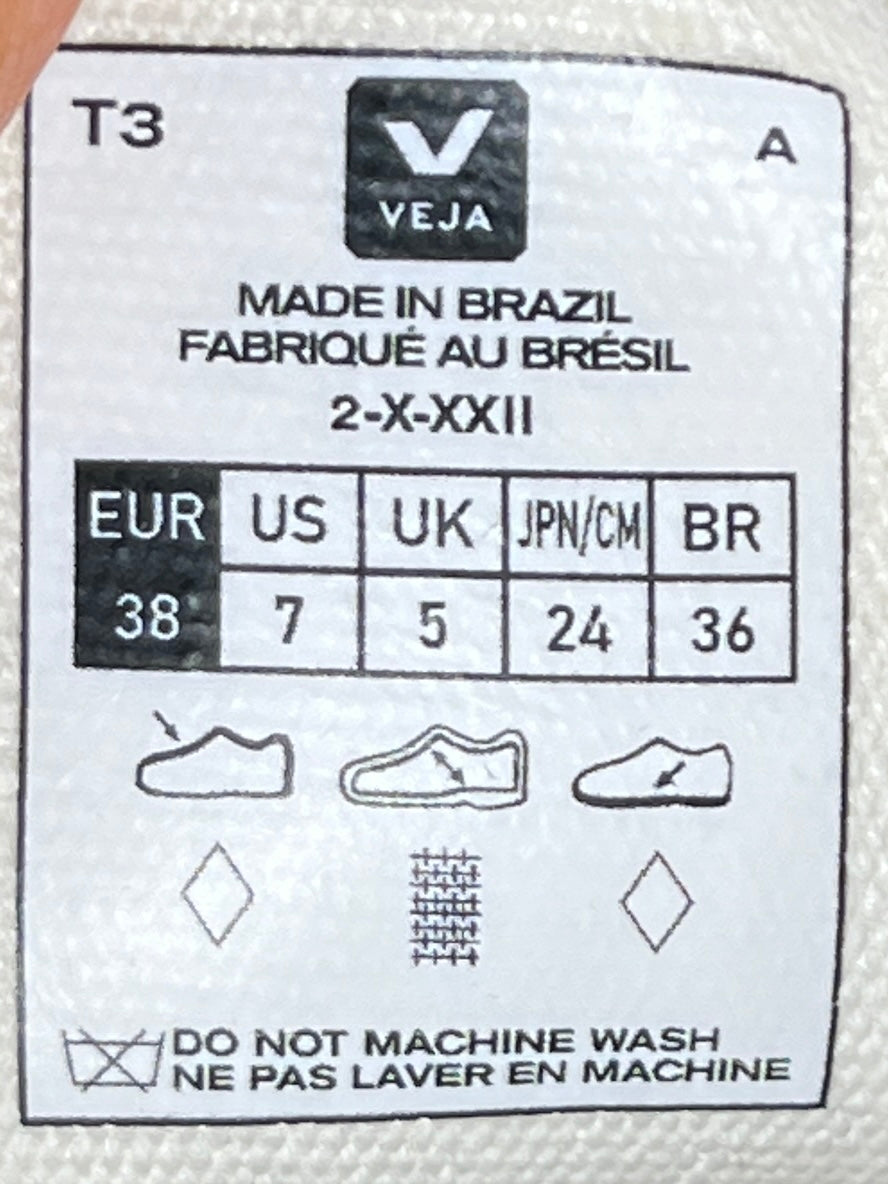 T3
A
VEJA
MADE IN BRAZIL
FABRIQUÉ AU BRÉSIL
2-X-XXII
EUR US UK JPN/CM BR
38 7 5 24 36
DO NOT MACHINE WASH
NE PAS LAVER EN MACHINE